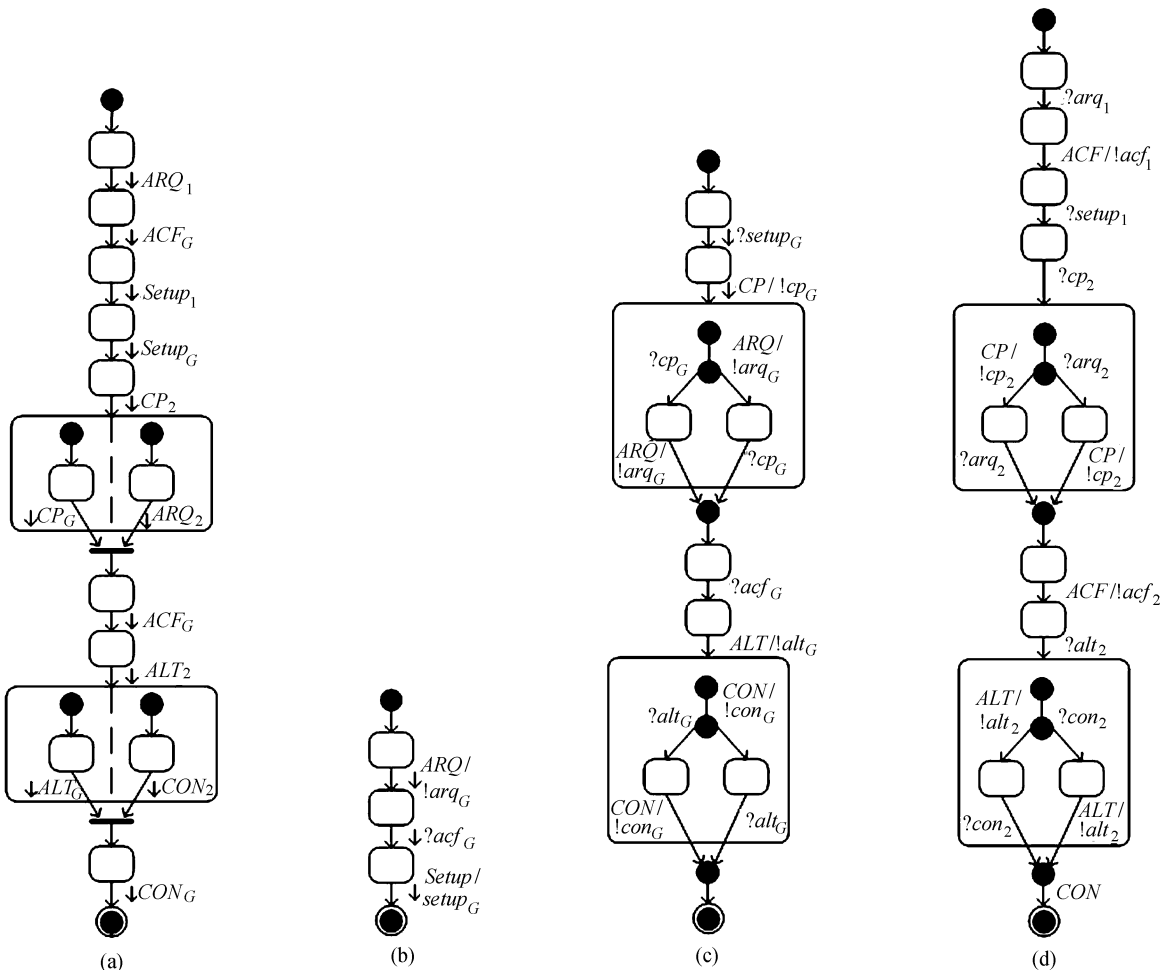 ARQ1
ACFG
Setup1
SetupG
CP2
CPG
ARQ2
ACFG
ALT2
ALTG
CON2
CONG
(a)
ARQ/
!arqG
?acfG
Setup/
setupG
(b)
?setupG
CP/!cpG
?cpG
ARQ/
!arqG
ARQ/
!arqG
?cpG
?acfG
ALT/!altG
?altG
CON/
!conG
CON/
!conG
?altG
(c)
?arq1
ACF/!acf1
?setup1
?cp2
CP/
!cp2
?arq2
?arq2
CP/
!cp2
ACF/!acf2
?alt2
ALT/
!alt2
?con2
?con2
ALT/
!alt2
CON
(d)